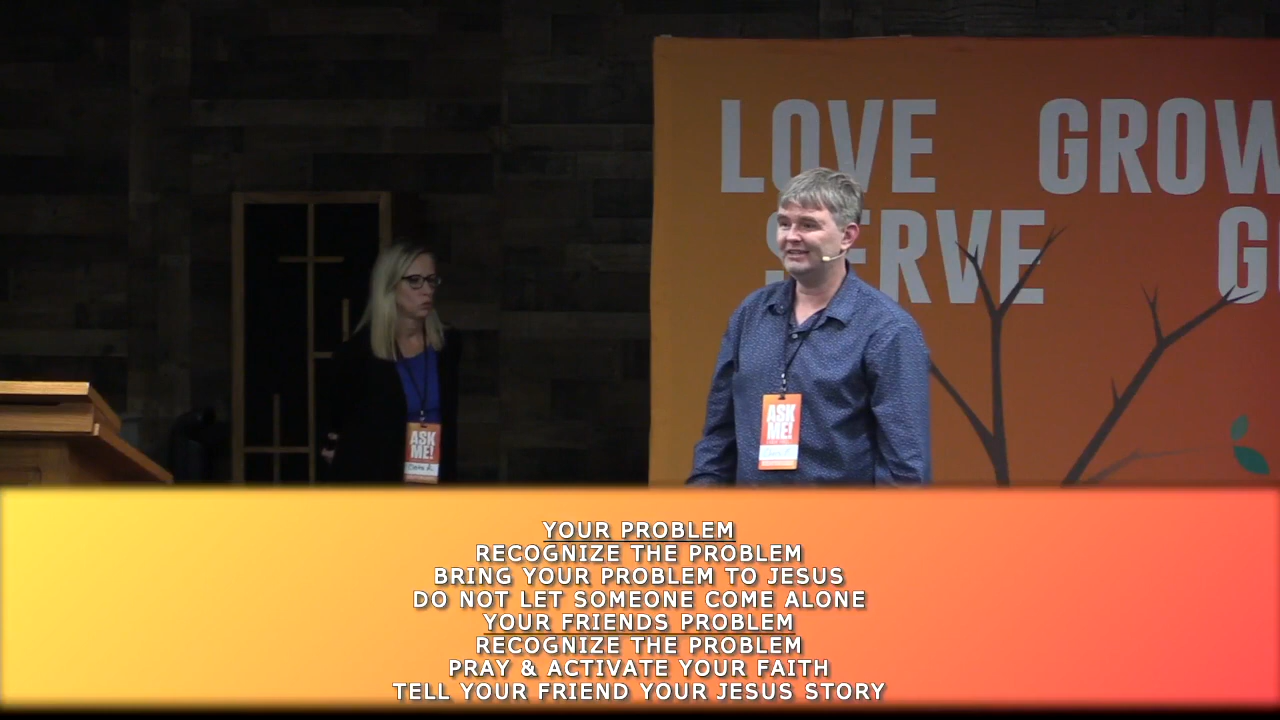 LOVE GROW
SERVE G
ASK
ME!
ASK
ME!
YOUR PROBLEM
RECOGNIZE THE PROBLEM
BRING YOUR PROBLEM TO JESUS
DO NOT LET SOMEONE COME ALONE
YOUR FRIENDS PROBLEM
RECOGNIZE THE PROBLEM
PRAY & ACTIVATE YOUR FAITH
TELL YOUR FRIEND YOUR JESUS STORY